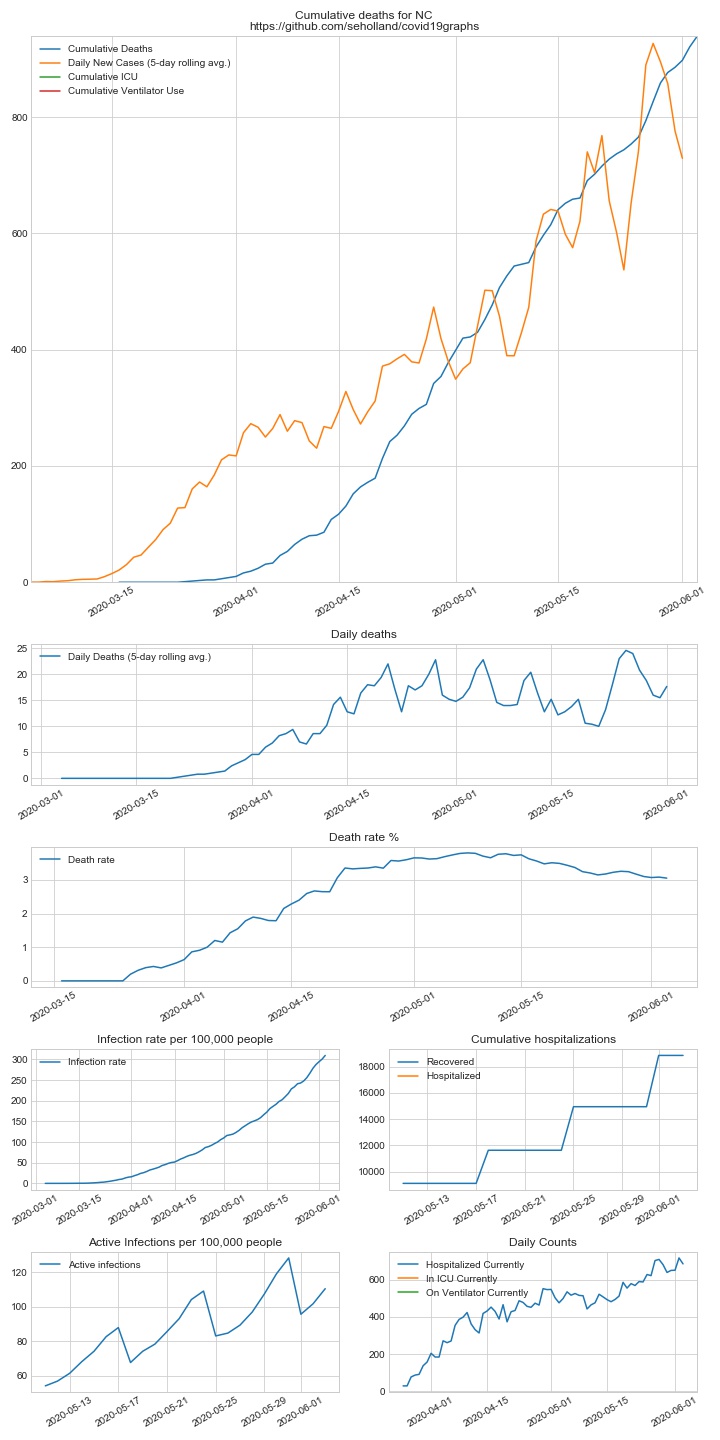 Cumulative deaths for NC
https://github.com/seholland/covid19graphs
Cumulative Deaths
Daily New Cases (5-day rolling avg.)
Cumulative ICU
Cumulative Ventilator Use
800
600
400
200
0
2020-03-15 2020-04-01 2020-04-15 2020-05-01 2020-05-15 2020-06-01
Daily deaths
Daily Deaths (5-day rolling avg.)
25
20
15
10
5
0
2020-03-01 2020-03-15 2020-04-01 2020-04-15 2020-05-01 2020-05-15 2020-06-01
Death rate %
Death rate
3
2
1
0
2020-03-15 2020-04-01 2020-04-15 2020-05-01 2020-05-15 2020-06-01
Infection rate per 100,000 people
Infection rate
300
250
200
150
100
50
0
2020-03-01 2020-03-15 2020-04-01 2020-04-15 2020-05-01 2020-05-15 2020-06-01
Cumulative hospitalizations
Recovered
Hospitalized
18000
16000
14000
12000
10000
2020-05-13 2020-05-17 2020-05-21 2020-05-25 2020-05-29 2020-06-01
Active Infections per 100,000 people
Active infections
120
100
80
60
2020-05-13 2020-05-17 2020-05-21 2020-05-25 2020-05-29 2020-06-01
Daily Counts
Hospitalized Currently
In ICU Currently
On Ventilator Currently
600
400
200
0
2020-04-01 2020-04-15 2020-05-01 2020-05-15 2020-06-01